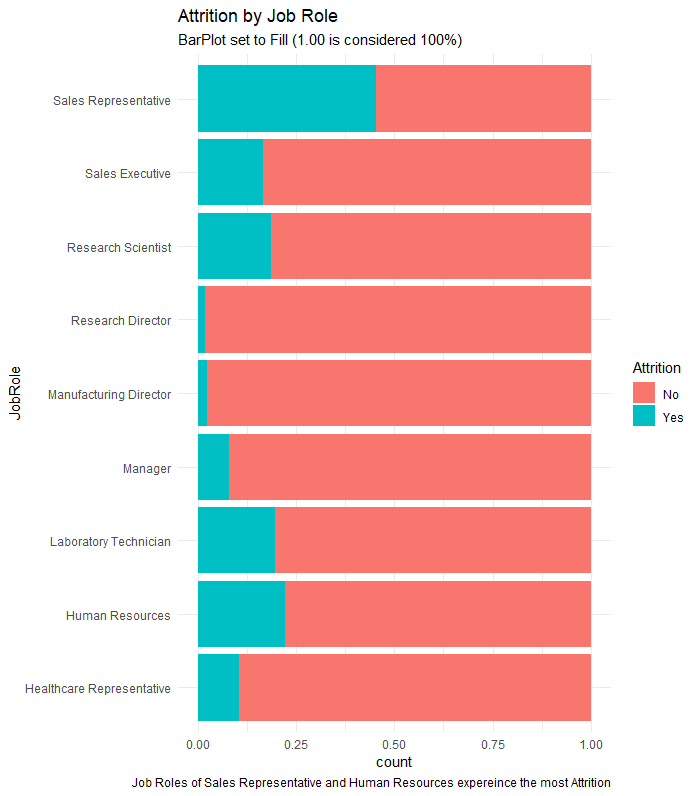 Attrition by Job Role
BarPlot set to Fill (1.00 is considered 100%)
JobRole
Sales Representative
Sales Executive
Research Scientist
Research Director
Manufacturing Director
Manager
Laboratory Technician
Human Resources
Healthcare Representative
0.00 0.25 0.50 0.75 1.00
count
Attrition
No
Yes
Job Roles of Sales Representative and Human Resources expereince the most Attrition